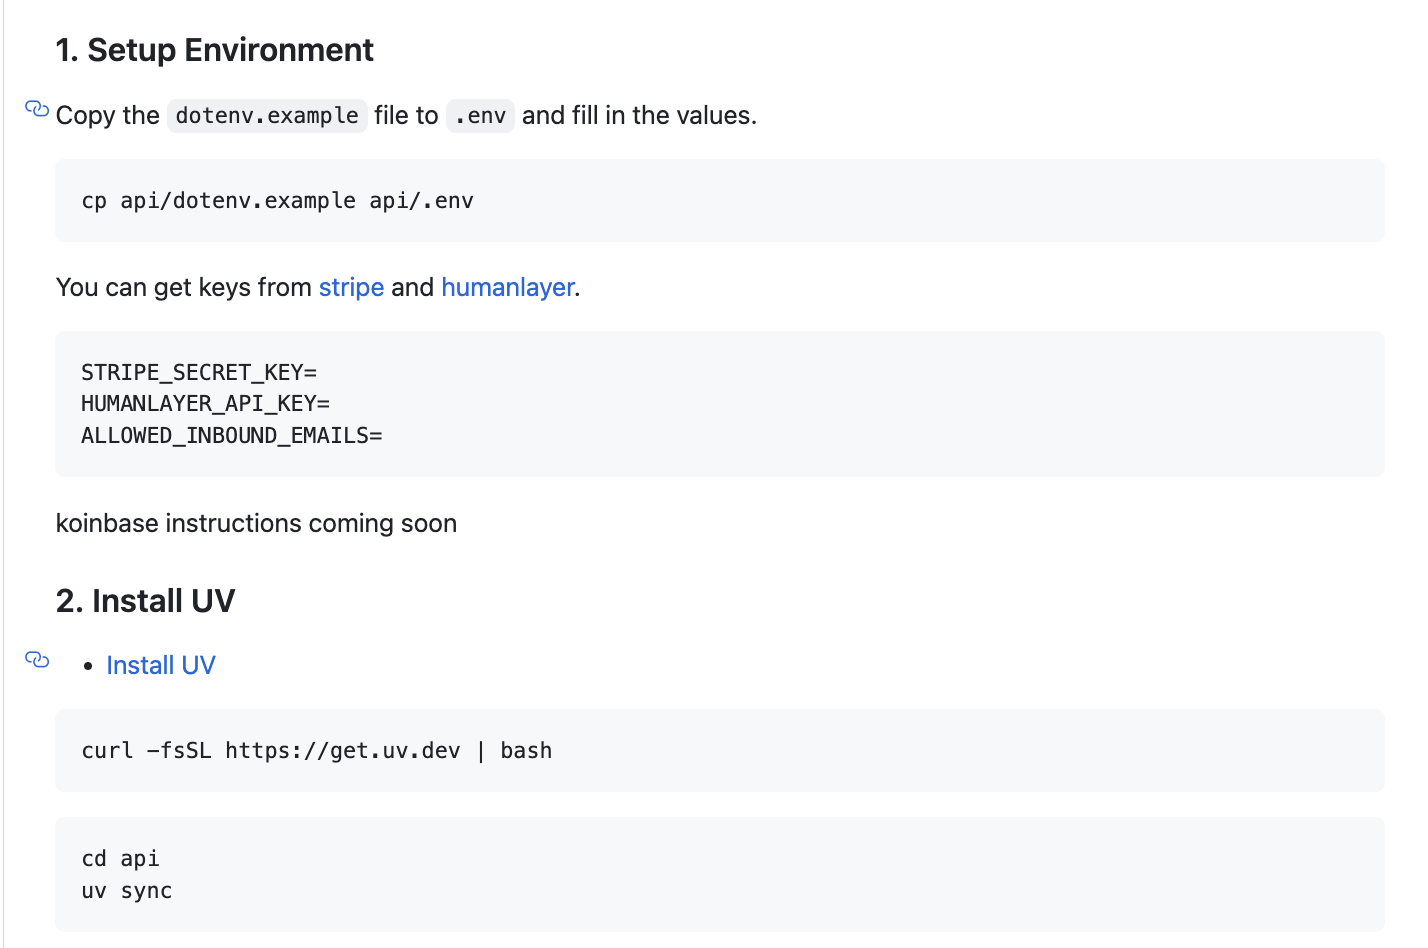 1. Setup Environment
Copy the dotenv.example file to .env and fill in the values.
cp api/dotenv.example api/.env
You can get keys from stripe and humanlayer.
STRIPE_SECRET_KEY=
HUMANLAYER_API_KEY=
ALLOWED_INBOUND_EMAILS=
koinbase instructions coming soon
2. Install UV
• Install UV
curl -fsSL https://get.uv.dev | bash
cd api
uv sync